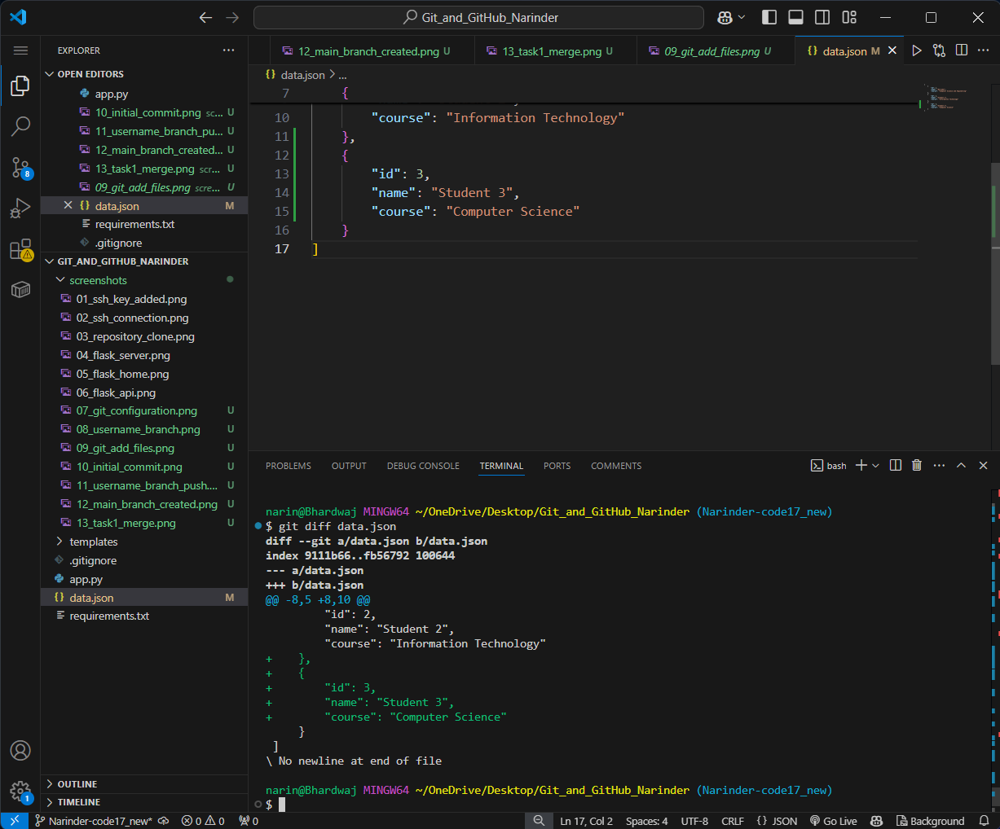 Git_and_GitHub_Narinder
EXPLORER
OPEN EDITORS
app.py
10_initial_commit.png sc... U
11_username_branch_pu... U
12_main_branch_created... U
13_task1_merge.png scr... U
09_git_add_files.png scre... U
data.json M
requirements.txt
.gitignore
GIT_AND_GITHUB_NARINDER
screenshots
01_ssh_key_added.png
02_ssh_connection.png
03_repository_clone.png
04_flask_server.png
05_flask_home.png
06_flask_api.png
07_git_configuration.png U
08_username_branch.png U
09_git_add_files.png U
10_initial_commit.png U
11_username_branch_push.... U
12_main_branch_created.png U
13_task1_merge.png U
templates
.gitignore
app.py
data.json M
requirements.txt
OUTLINE
TIMELINE
8
1
12_main_branch_created.png U
13_task1_merge.png U
09_git_add_files.png U
{} data.json M
{} data.json > ...
7 {
10 "course": "Information Technology"
11 },
12 {
13 "id": 3,
14 "name": "Student 3",
15 "course": "Computer Science"
16 }
17 ]
PROBLEMS OUTPUT DEBUG CONSOLE TERMINAL PORTS COMMENTS
bash
narin@Bhardwaj MINGW64 ~/OneDrive/Desktop/Git_and_GitHub_Narinder (Narinder-code17_new)
$ git diff data.json
diff --git a/data.json b/data.json
index 9111b66..fb56792 100644
--- a/data.json
+++ b/data.json
@@ -8,5 +8,10 @@
"id": 2,
"name": "Student 2",
"course": "Information Technology"
+ },
+ {
+ "id": 3,
+ "name": "Student 3",
+ "course": "Computer Science"
}
]
\ No newline at end of file
narin@Bhardwaj MINGW64 ~/OneDrive/Desktop/Git_and_GitHub_Narinder (Narinder-code17_new)
$
Narinder-code17_new* 0 0 0 Ln 17, Col 2 Spaces: 4 UTF-8 CRLF {} JSON Go Live Background